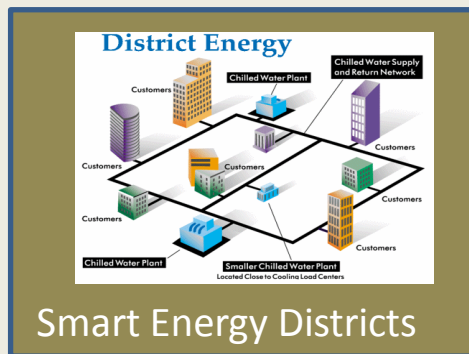 District Energy
Chilled Water Plant
Chilled Water Supply
and Return Network
Customers
Customers
Customers
Customers
Customers
Customers
Customers
Chilled Water Plant
Smaller Chilled Water Plant
Located Close to Cooling Load Centers
Smart Energy Districts